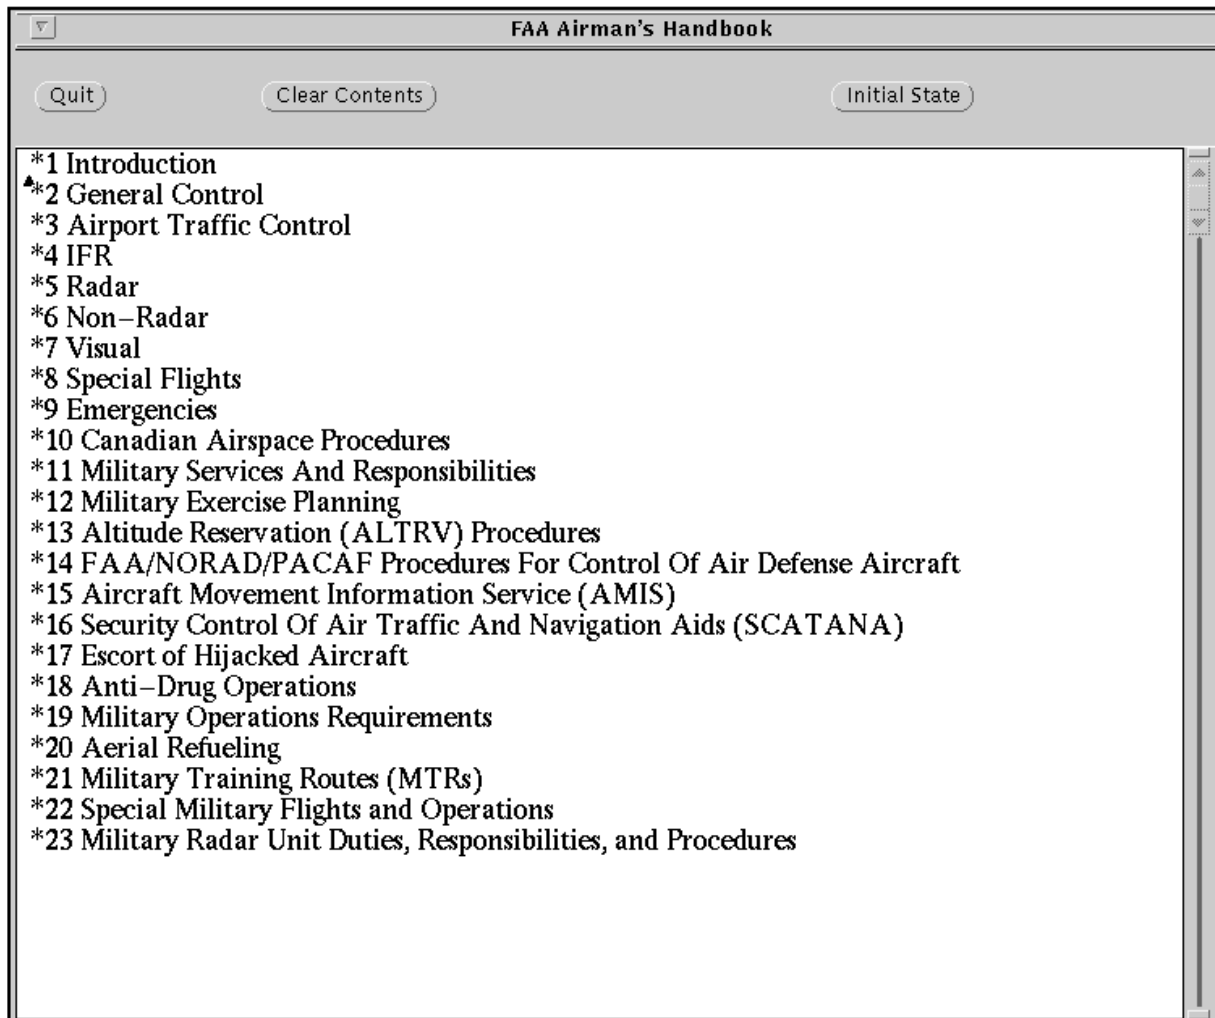 FAA Airman's Handbook
Quit Clear Contents Initial State
*1 Introduction
*2 General Control
*3 Airport Traffic Control
*4 IFR
*5 Radar
*6 Non-Radar
*7 Visual
*8 Special Flights
*9 Emergencies
*10 Canadian Airspace Procedures
*11 Military Services And Responsibilities
*12 Military Exercise Planning
*13 Altitude Reservation (ALTRV) Procedures
*14 FAA/NORAD/PACAF Procedures For Control Of Air Defense Aircraft
*15 Aircraft Movement Information Service (AMIS)
*16 Security Control Of Air Traffic And Navigation Aids (SCATANA)
*17 Escort of Hijacked Aircraft
*18 Anti-Drug Operations
*19 Military Operations Requirements
*20 Aerial Refueling
*21 Military Training Routes (MTRs)
*22 Special Military Flights and Operations
*23 Military Radar Unit Duties, Responsibilities, and Procedures